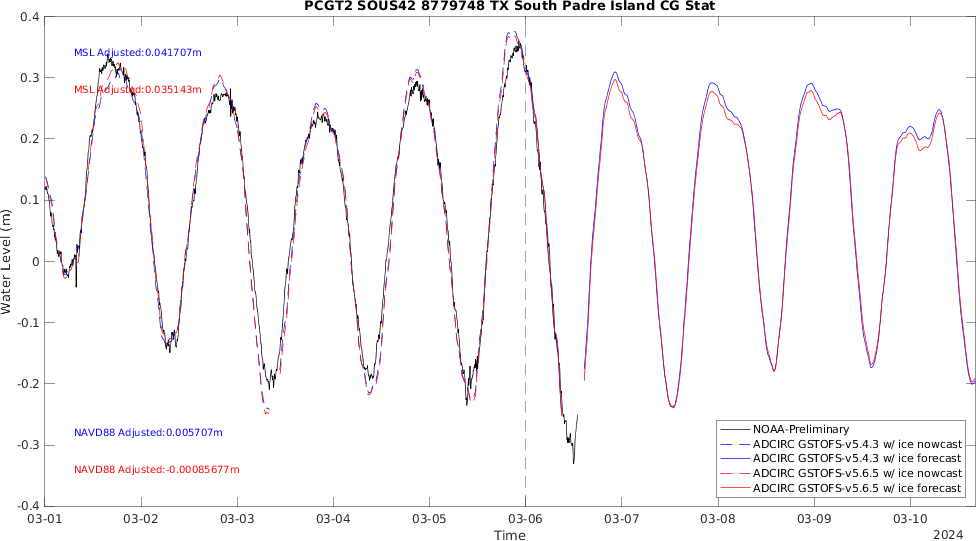 PCGT2 SOUS42 8779748 TX South Padre Island CG Stat
0.4
0.3
0.2
0.1
0
-0.1
-0.2
-0.3
-0.4
Water Level (m)
MSL Adjusted:0.041707m
MSL Adjusted:0.035143m
NAVD88 Adjusted:0.005707m
NAVD88 Adjusted:-0.00085677m
NOAA-Preliminary
ADCIRC GSTOFS-v5.4.3 w/ ice nowcast
ADCIRC GSTOFS-v5.4.3 w/ ice forecast
ADCIRC GSTOFS-v5.6.5 w/ ice nowcast
ADCIRC GSTOFS-v5.6.5 w/ ice forecast
03-01 03-02 03-03 03-04 03-05 03-06 03-07 03-08 03-09 03-10
Time
2024